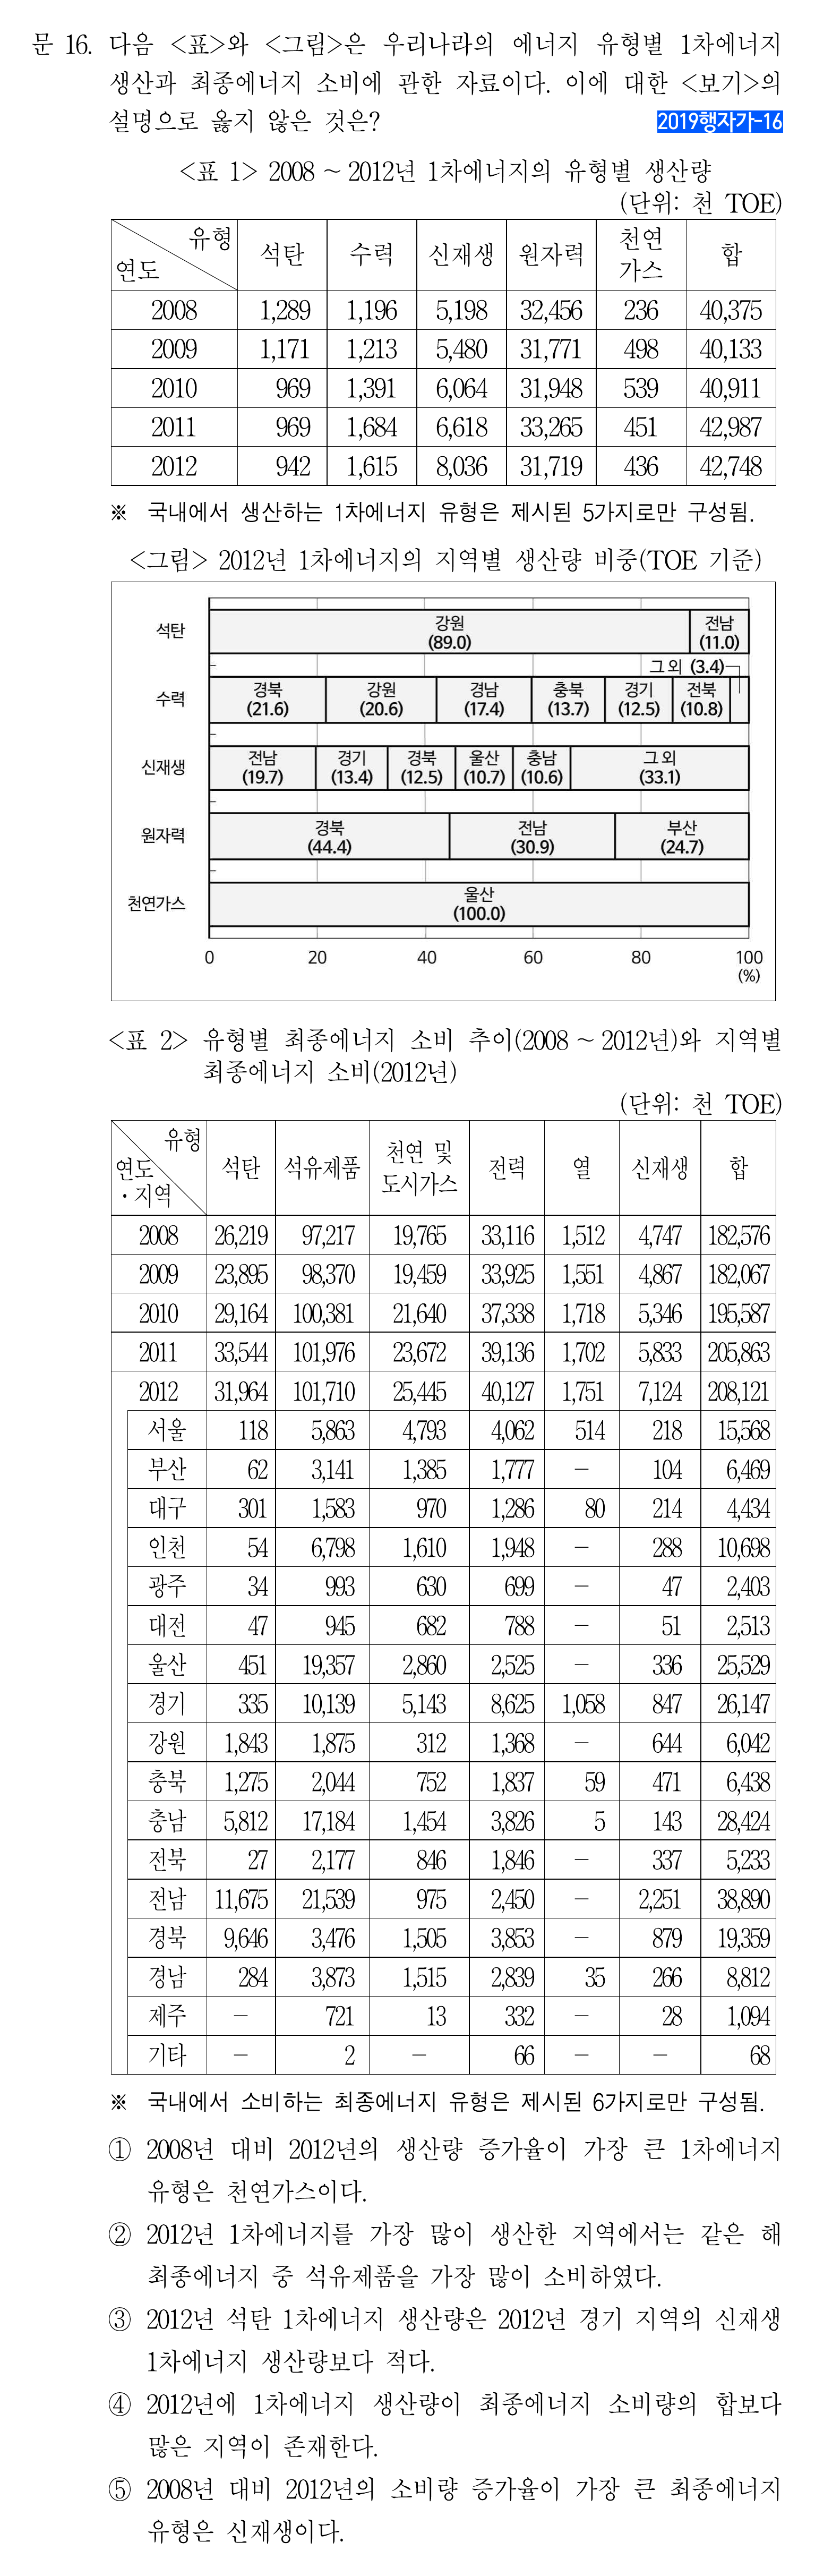 문 16. 다음 <표>와 <그림>은 우리나라의 에너지 유형별 1차에너지
생산과 최종에너지 소비에 관한 자료이다. 이에 대한 <보기>의
설명으로 옳지 않은 것은? 2019행자가-16
<표 1> 2008 ~ 2012년 1차에너지의 유형별 생산량
(단위: 천 TOE)
유형 연도 석탄 수력 신재생 원자력 천연가스 합
2008 1,289 1,196 5,198 32,456 236 40,375
2009 1,171 1,213 5,480 31,771 498 40,133
2010 969 1,391 6,064 31,948 539 40,911
2011 969 1,684 6,618 33,265 451 42,987
2012 942 1,615 8,036 31,719 436 42,748
※ 국내에서 생산하는 1차에너지 유형은 제시된 5가지로만 구성됨.
<그림> 2012년 1차에너지의 지역별 생산량 비중(TOE 기준)
석탄 강원 (89.0) 전남 (11.0)
그 외 (3.4)
수력 경북 (21.6) 강원 (20.6) 경남 (17.4) 충북 (13.7) 경기 (12.5) 전북 (10.8)
신재생 전남 (19.7) 경기 (13.4) 경북 (12.5) 울산 (10.7) 충남 (10.6) 그 외 (33.1)
원자력 경북 (44.4) 전남 (30.9) 부산 (24.7)
천연가스 울산 (100.0)
0 20 40 60 80 100
(%)
<표 2> 유형별 최종에너지 소비 추이(2008 ~ 2012년)와 지역별
최종에너지 소비(2012년)
(단위: 천 TOE)
유형 연도·지역 석탄 석유제품 천연 및 도시가스 전력 열 신재생 합
2008 26,219 97,217 19,765 33,116 1,512 4,747 182,576
2009 23,895 98,370 19,459 33,925 1,551 4,867 182,067
2010 29,164 100,381 21,640 37,338 1,718 5,346 195,587
2011 33,544 101,976 23,672 39,136 1,702 5,833 205,863
2012 31,964 101,710 25,445 40,127 1,751 7,124 208,121
서울 118 5,863 4,793 4,062 514 218 15,568
부산 62 3,141 1,385 1,777 − 104 6,469
대구 301 1,583 970 1,286 80 214 4,434
인천 54 6,798 1,610 1,948 − 288 10,698
광주 34 993 630 699 − 47 2,403
대전 47 945 682 788 − 51 2,513
울산 451 19,357 2,860 2,525 − 336 25,529
경기 335 10,139 5,143 8,625 1,058 847 26,147
강원 1,843 1,875 312 1,368 − 644 6,042
충북 1,275 2,044 752 1,837 59 471 6,438
충남 5,812 17,184 1,454 3,826 5 143 28,424
전북 27 2,177 846 1,846 − 337 5,233
전남 11,675 21,539 975 2,450 − 2,251 38,890
경북 9,646 3,476 1,505 3,853 − 879 19,359
경남 284 3,873 1,515 2,839 35 266 8,812
제주 − 721 13 332 − 28 1,094
기타 − 2 − 66 − − 68
※ 국내에서 소비하는 최종에너지 유형은 제시된 6가지로만 구성됨.
① 2008년 대비 2012년의 생산량 증가율이 가장 큰 1차에너지
유형은 천연가스이다.
② 2012년 1차에너지를 가장 많이 생산한 지역에서는 같은 해
최종에너지 중 석유제품을 가장 많이 소비하였다.
③ 2012년 석탄 1차에너지 생산량은 2012년 경기 지역의 신재생
1차에너지 생산량보다 적다.
④ 2012년에 1차에너지 생산량이 최종에너지 소비량의 합보다
많은 지역이 존재한다.
⑤ 2008년 대비 2012년의 소비량 증가율이 가장 큰 최종에너지
유형은 신재생이다.